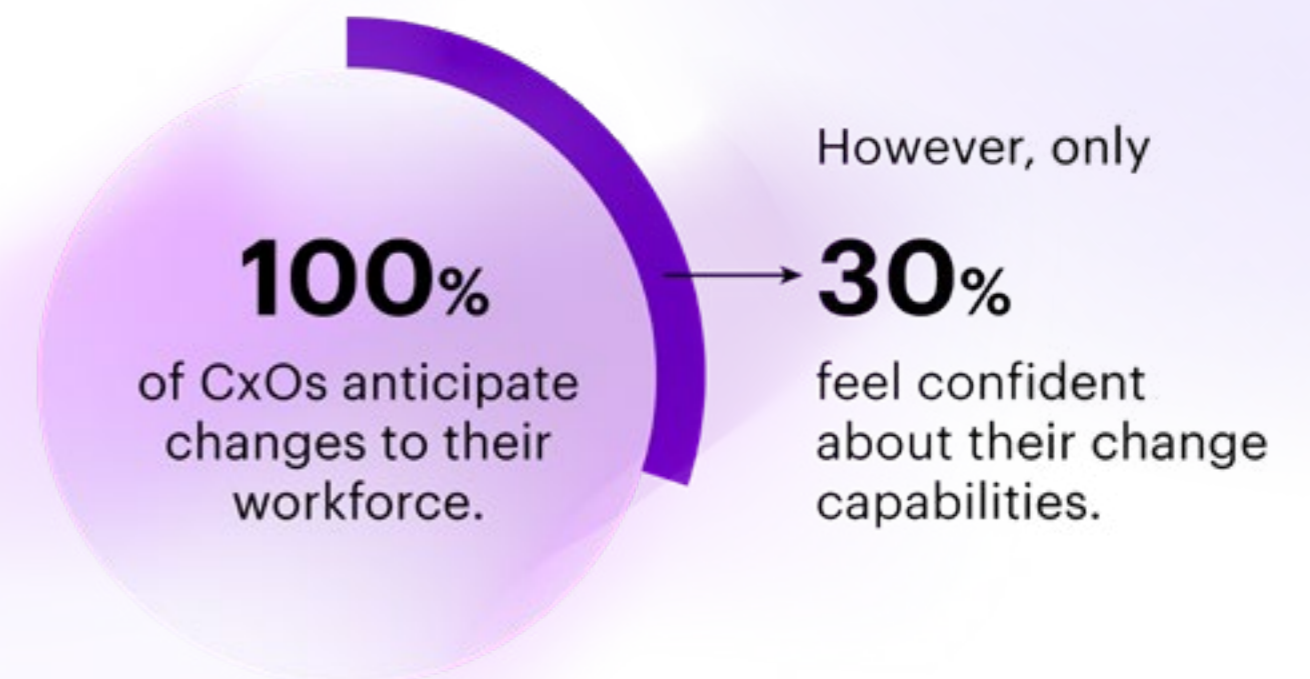 100%
of CxOs anticipate
changes to their
workforce.
However, only
30%
feel confident
about their change
capabilities.